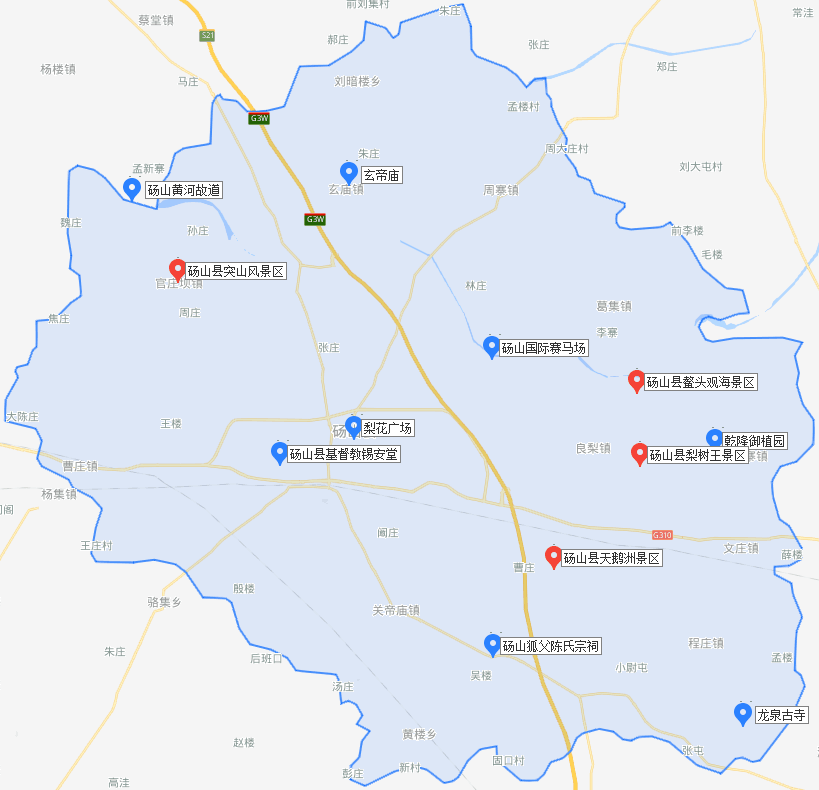 前刘集村
朱庄
蔡堂镇
常洼
S21
郝庄
张庄
杨楼镇
郑庄
马庄
刘暗楼乡
孟楼村
G3W
周大庄村
朱庄
孟新寨
刘大屯村
玄帝庙
砀山黄河故道
玄庙镇
周寨镇
G3W
魏庄
孙庄
前李楼
毛楼
砀山县突山风景区
官庄坝镇
林庄
葛集镇
周庄
焦庄
李寨
张庄
砀山国际赛马场
砀山县鳌头观海景区
大陈庄
王楼
梨花广场
乾隆御植园
良梨镇
砀山县基督教锡安堂
砀山县梨树王景区
寨镇
曹庄镇
杨集镇
阚庄
G310
王庄村
文庄镇
薛楼
砀山县天鹅洲景区
曹庄
殷楼
骆集乡
关帝庙镇
砀山狐父陈氏宗祠
程庄镇
朱庄
后班口
孟楼
小尉屯
吴楼
汤庄
龙泉古寺
黄楼乡
赵楼
张屯
固口村
新村
彭庄
高洼